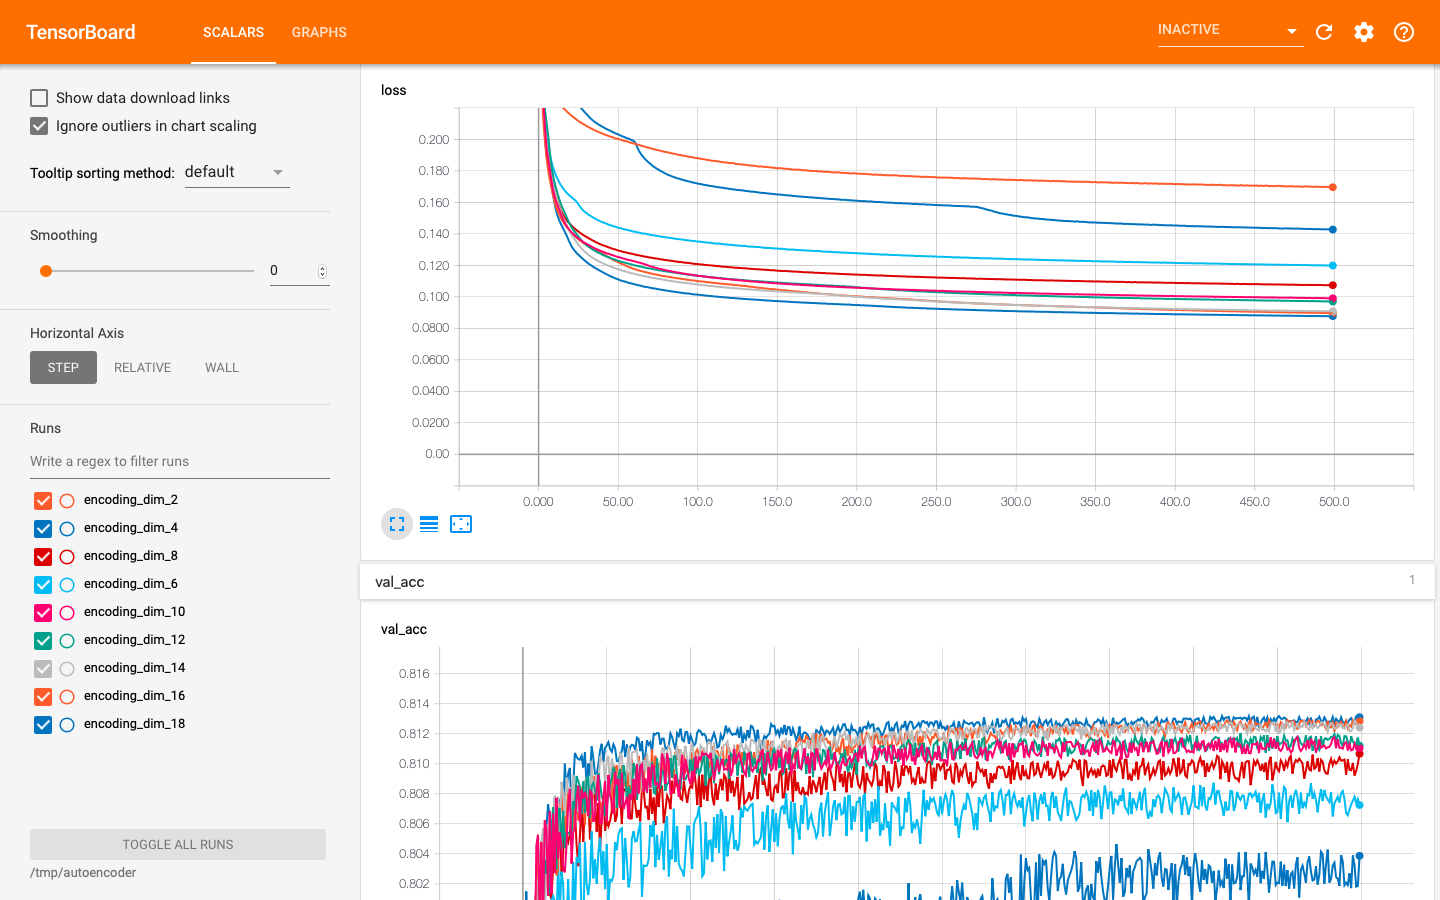 TensorBoard SCALARS GRAPHS INACTIVE
Show data download links
Ignore outliers in chart scaling
Tooltip sorting method: default
Smoothing
0
Horizontal Axis
STEP RELATIVE WALL
Runs
Write a regex to filter runs
encoding_dim_2
encoding_dim_4
encoding_dim_8
encoding_dim_6
encoding_dim_10
encoding_dim_12
encoding_dim_14
encoding_dim_16
encoding_dim_18
TOGGLE ALL RUNS
/tmp/autoencoder
loss
0.200
0.180
0.160
0.140
0.120
0.100
0.0800
0.0600
0.0400
0.0200
0.00
0.000 50.00 100.0 150.0 200.0 250.0 300.0 350.0 400.0 450.0 500.0
val_acc 1
val_acc
0.816
0.814
0.812
0.810
0.808
0.806
0.804
0.802